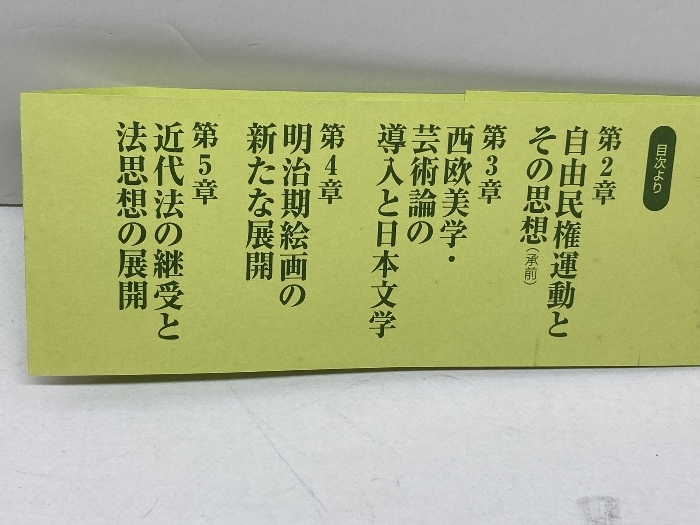 目次より
第2章
自由民権運動と
その思想(承前)
第3章
西欧美学・
芸術論の
導入と日本文学
第4章
明治期絵画の
新たな展開
第5章
近代法の継受と
法思想の展開